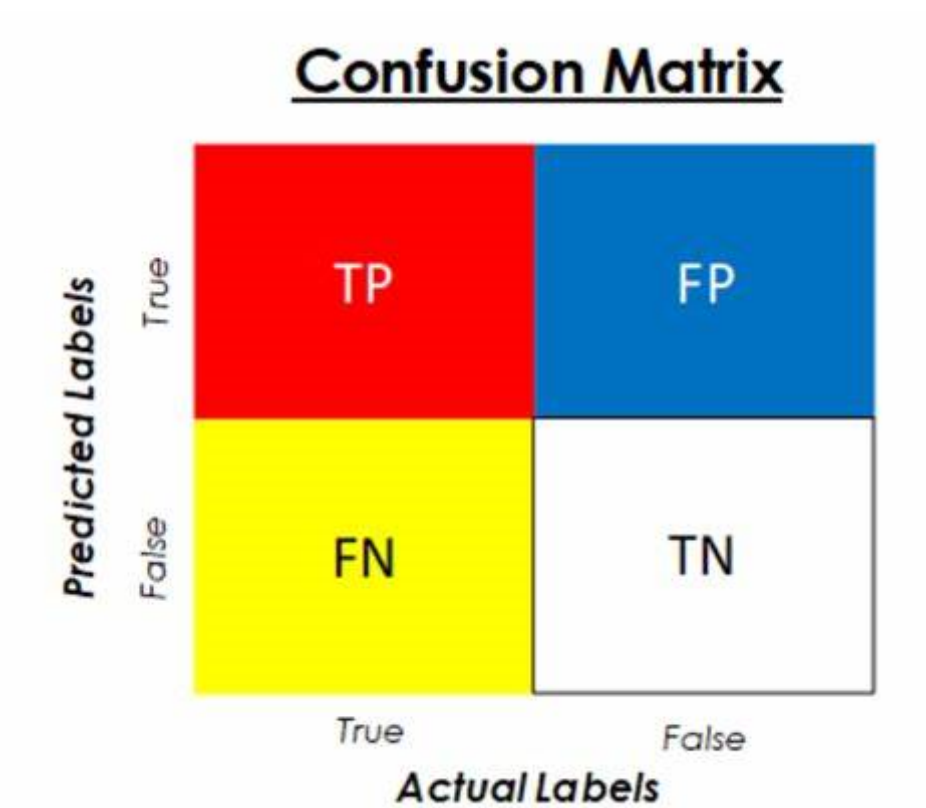 Confusion Matrix
Predicted Labels
True
TP
FP
False
FN
TN
True
False
Actual Labels